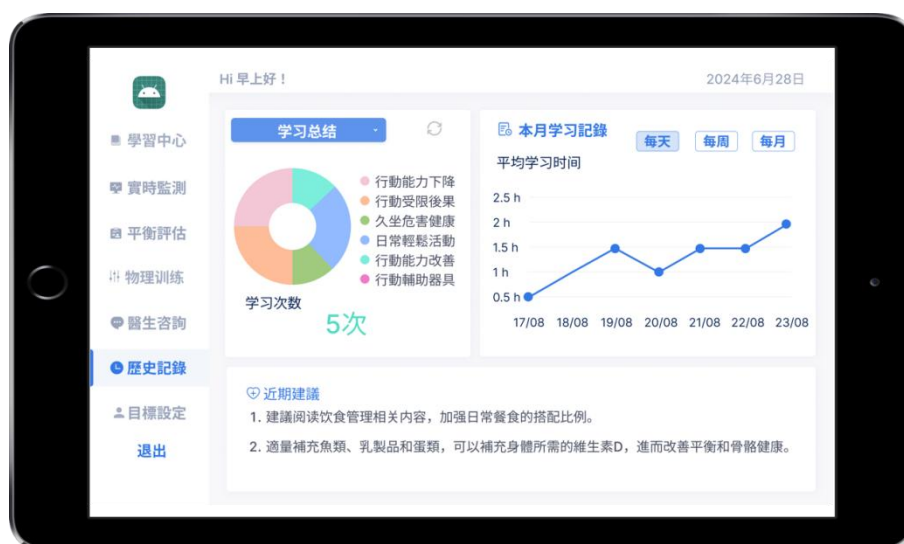 Hi 早上好！
2024年6月28日
學習中心
實時監測
平衡評估
物理训练
醫生咨詢
歷史記錄
目標設定
退出
学习总结
行動能力下降
行動受限後果
久坐危害健康
日常輕鬆活動
行動能力改善
行動輔助器具
学习次数
5次
本月学习記錄
每天
每周
每月
平均学习时间
2.5 h
2 h
1.5 h
1 h
0.5 h
17/08 18/08 19/08 20/08 21/08 22/08 23/08
近期建議
1. 建議阅读饮食管理相关内容，加强日常餐食的搭配比例。
2. 適量補充魚類、乳製品和蛋類，可以補充身體所需的維生素D，進而改善平衡和骨骼健康。